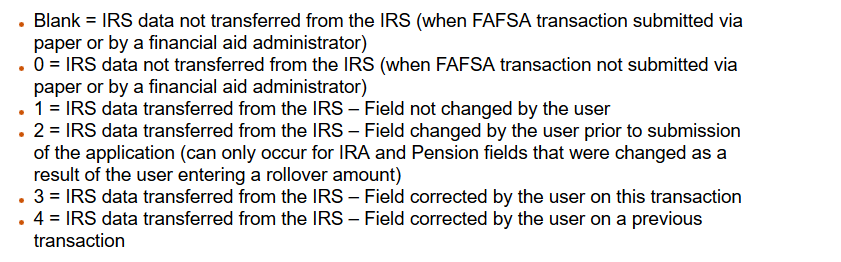 • Blank = IRS data not transferred from the IRS (when FAFSA transaction submitted via
paper or by a financial aid administrator)
• 0 = IRS data not transferred from the IRS (when FAFSA transaction not submitted via
paper or by a financial aid administrator)
• 1 = IRS data transferred from the IRS – Field not changed by the user
• 2 = IRS data transferred from the IRS – Field changed by the user prior to submission
of the application (can only occur for IRA and Pension fields that were changed as a
result of the user entering a rollover amount)
• 3 = IRS data transferred from the IRS – Field corrected by the user on this transaction
• 4 = IRS data transferred from the IRS – Field corrected by the user on a previous
transaction